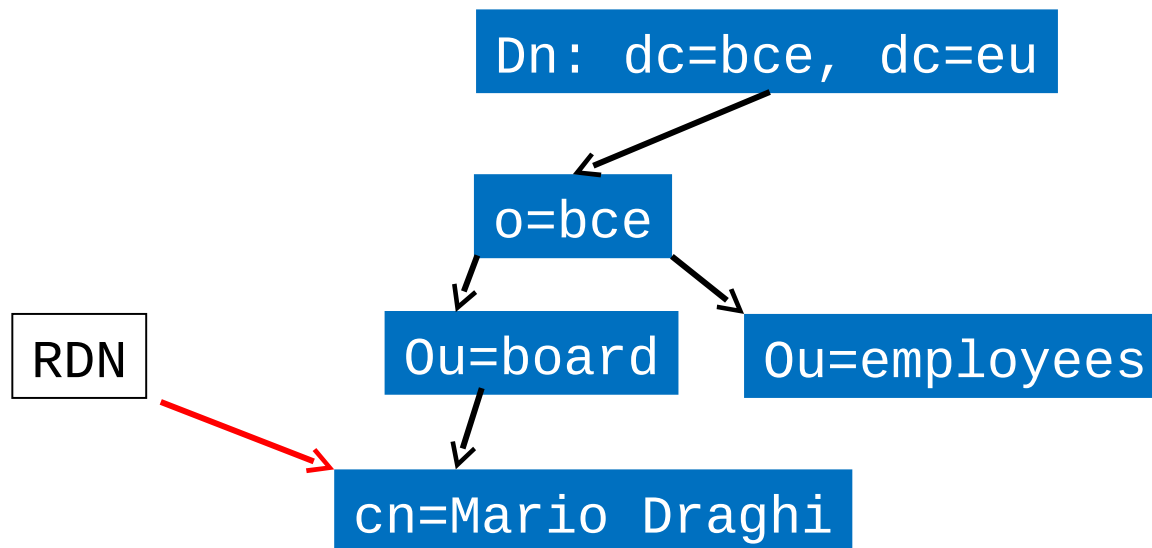 Dn: dc=bce, dc=eu
o=bce
RDN
Ou=board
Ou=employees
cn=Mario Draghi